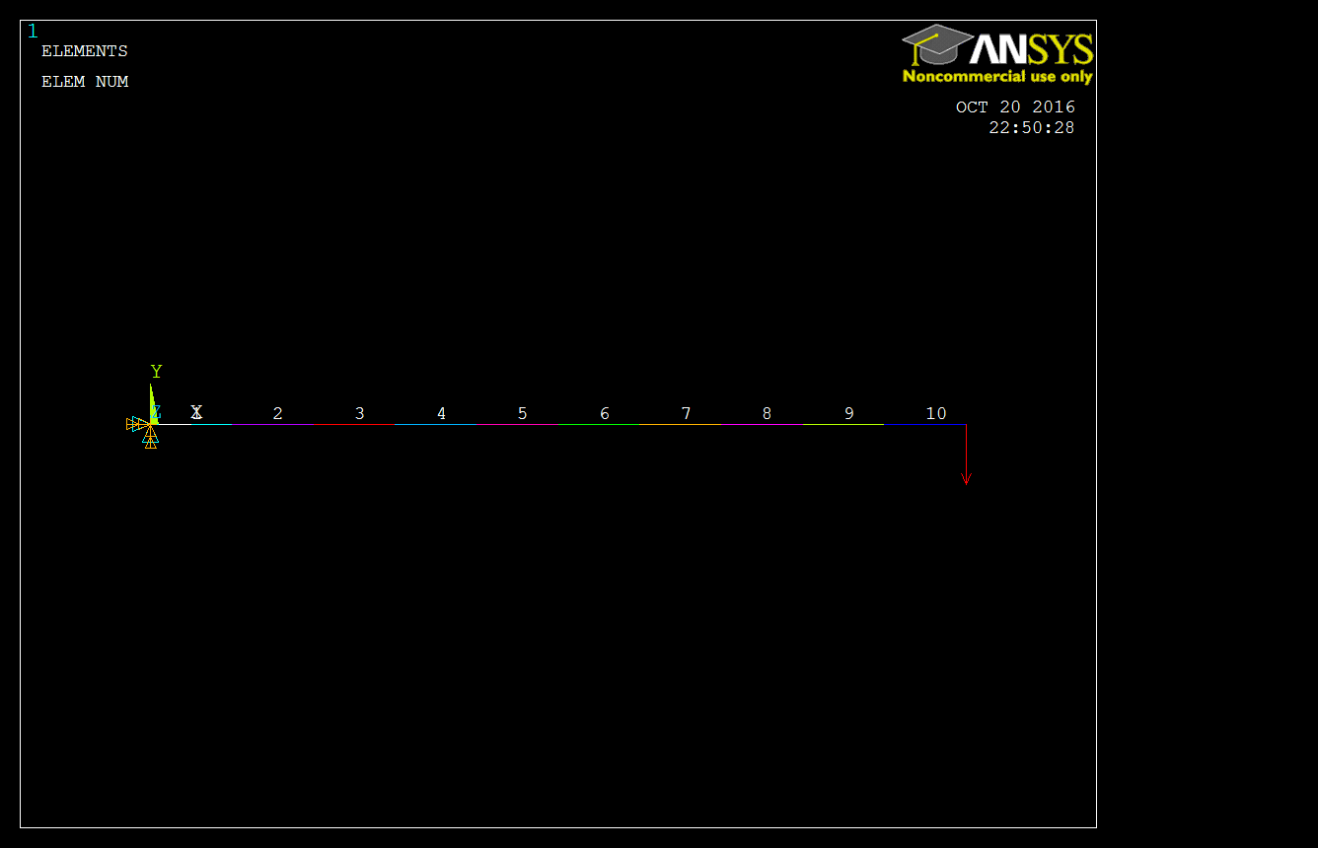 1
ELEMENTS
ELEM NUM
ANSYS
Noncommercial use only
OCT 20 2016
22:50:28
Y
Z X 2 3 4 5 6 7 8 9 10